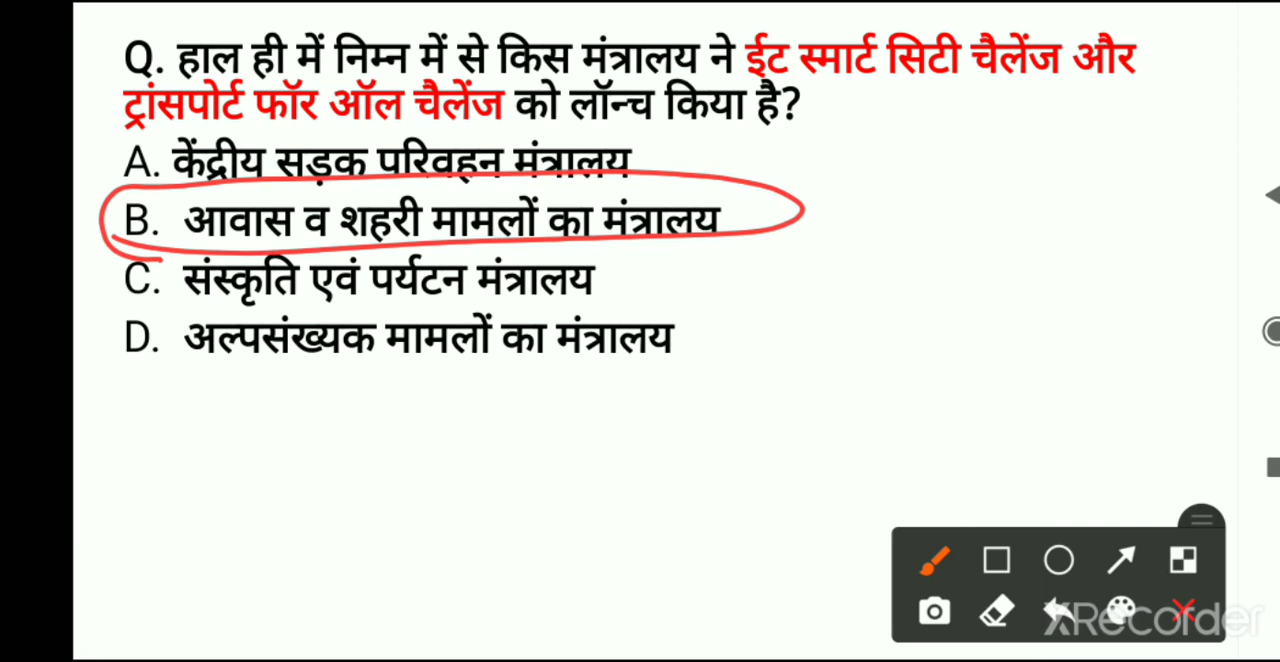 Q. हाल ही में निम्न में से किस मंत्रालय ने ईट स्मार्ट सिटी चैलेंज और
ट्रांसपोर्ट फॉर ऑल चैलेंज को लॉन्च किया है?
A. केंद्रीय सड़क परिवहन मंत्रालय
B. आवास व शहरी मामलों का मंत्रालय
C. संस्कृति एवं पर्यटन मंत्रालय
D. अल्पसंख्यक मामलों का मंत्रालय
XRecorder